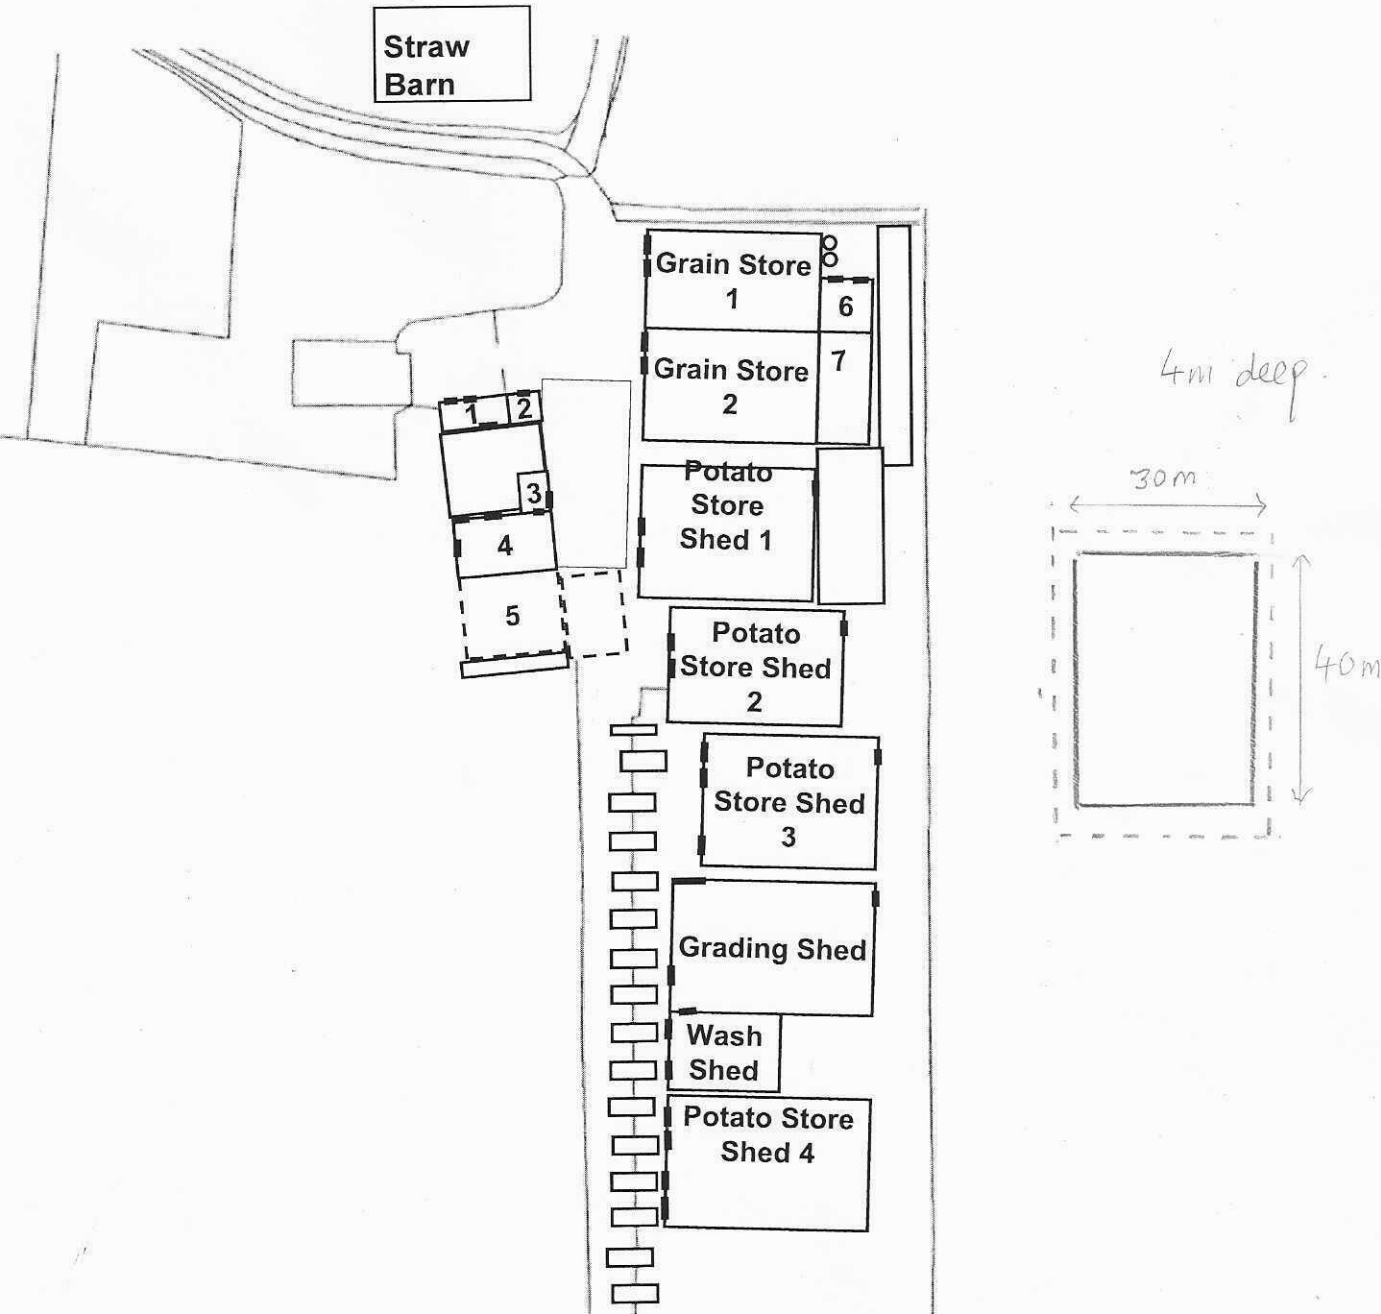 Straw
Barn
Grain Store
1
6
Grain Store
2
7
4m deep.
1
2
Potato
Store
Shed 1
3
4
30m
5
Potato
Store Shed
2
40m
Potato
Store Shed
3
Grading Shed
Wash
Shed
Potato Store
Shed 4